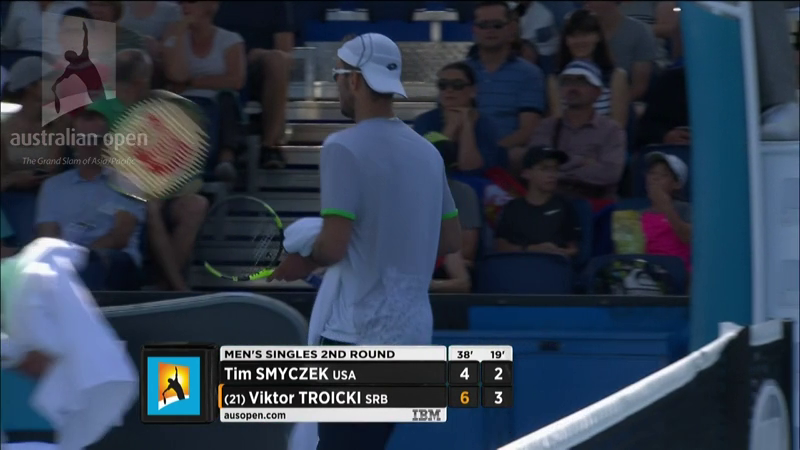 australian open
The Grand Slam of Asia/Pacific
MEN'S SINGLES 2ND ROUND 38' 19'
Tim SMYCZEK USA 4 2
(21) Viktor TROICKI SRB 6 3
ausopen.com IBM